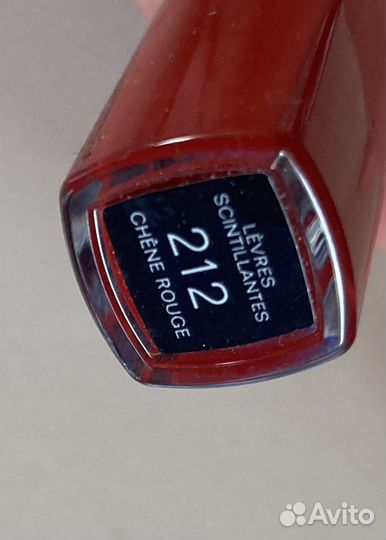 LÈVRES
SCINTILLANTES
212
CHÊNE ROUGE
Avito